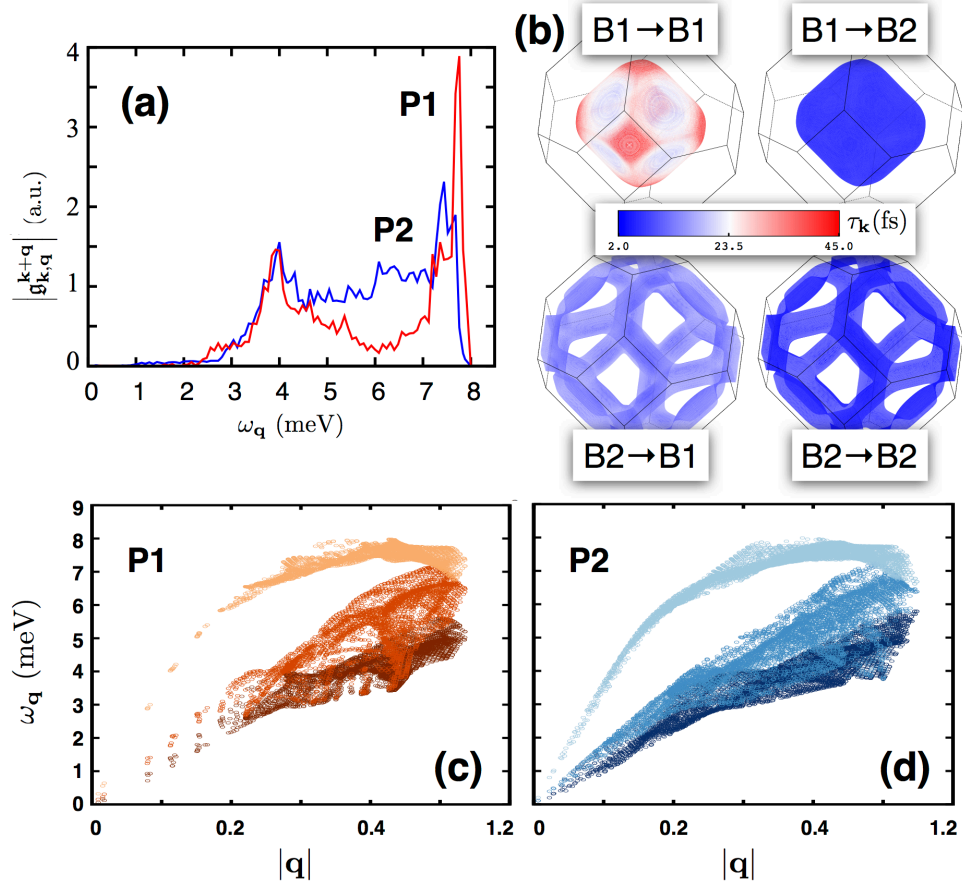 (a)
P1
P2
4
3
2
1
0
|𝔤^{k+q}_{k,q}| (a.u.)
0 1 2 3 4 5 6 7 8
ω_q (meV)
(b)
B1→B1
B1→B2
τ_k(fs)
2.0 23.5 45.0
B2→B1
B2→B2
9
8
7
6
5
4
3
2
1
0
ω_q (meV)
P1
(c)
0 0.2 0.4 1.2
|q|
P2
(d)
0 0.2 0.4 1.2
|q|